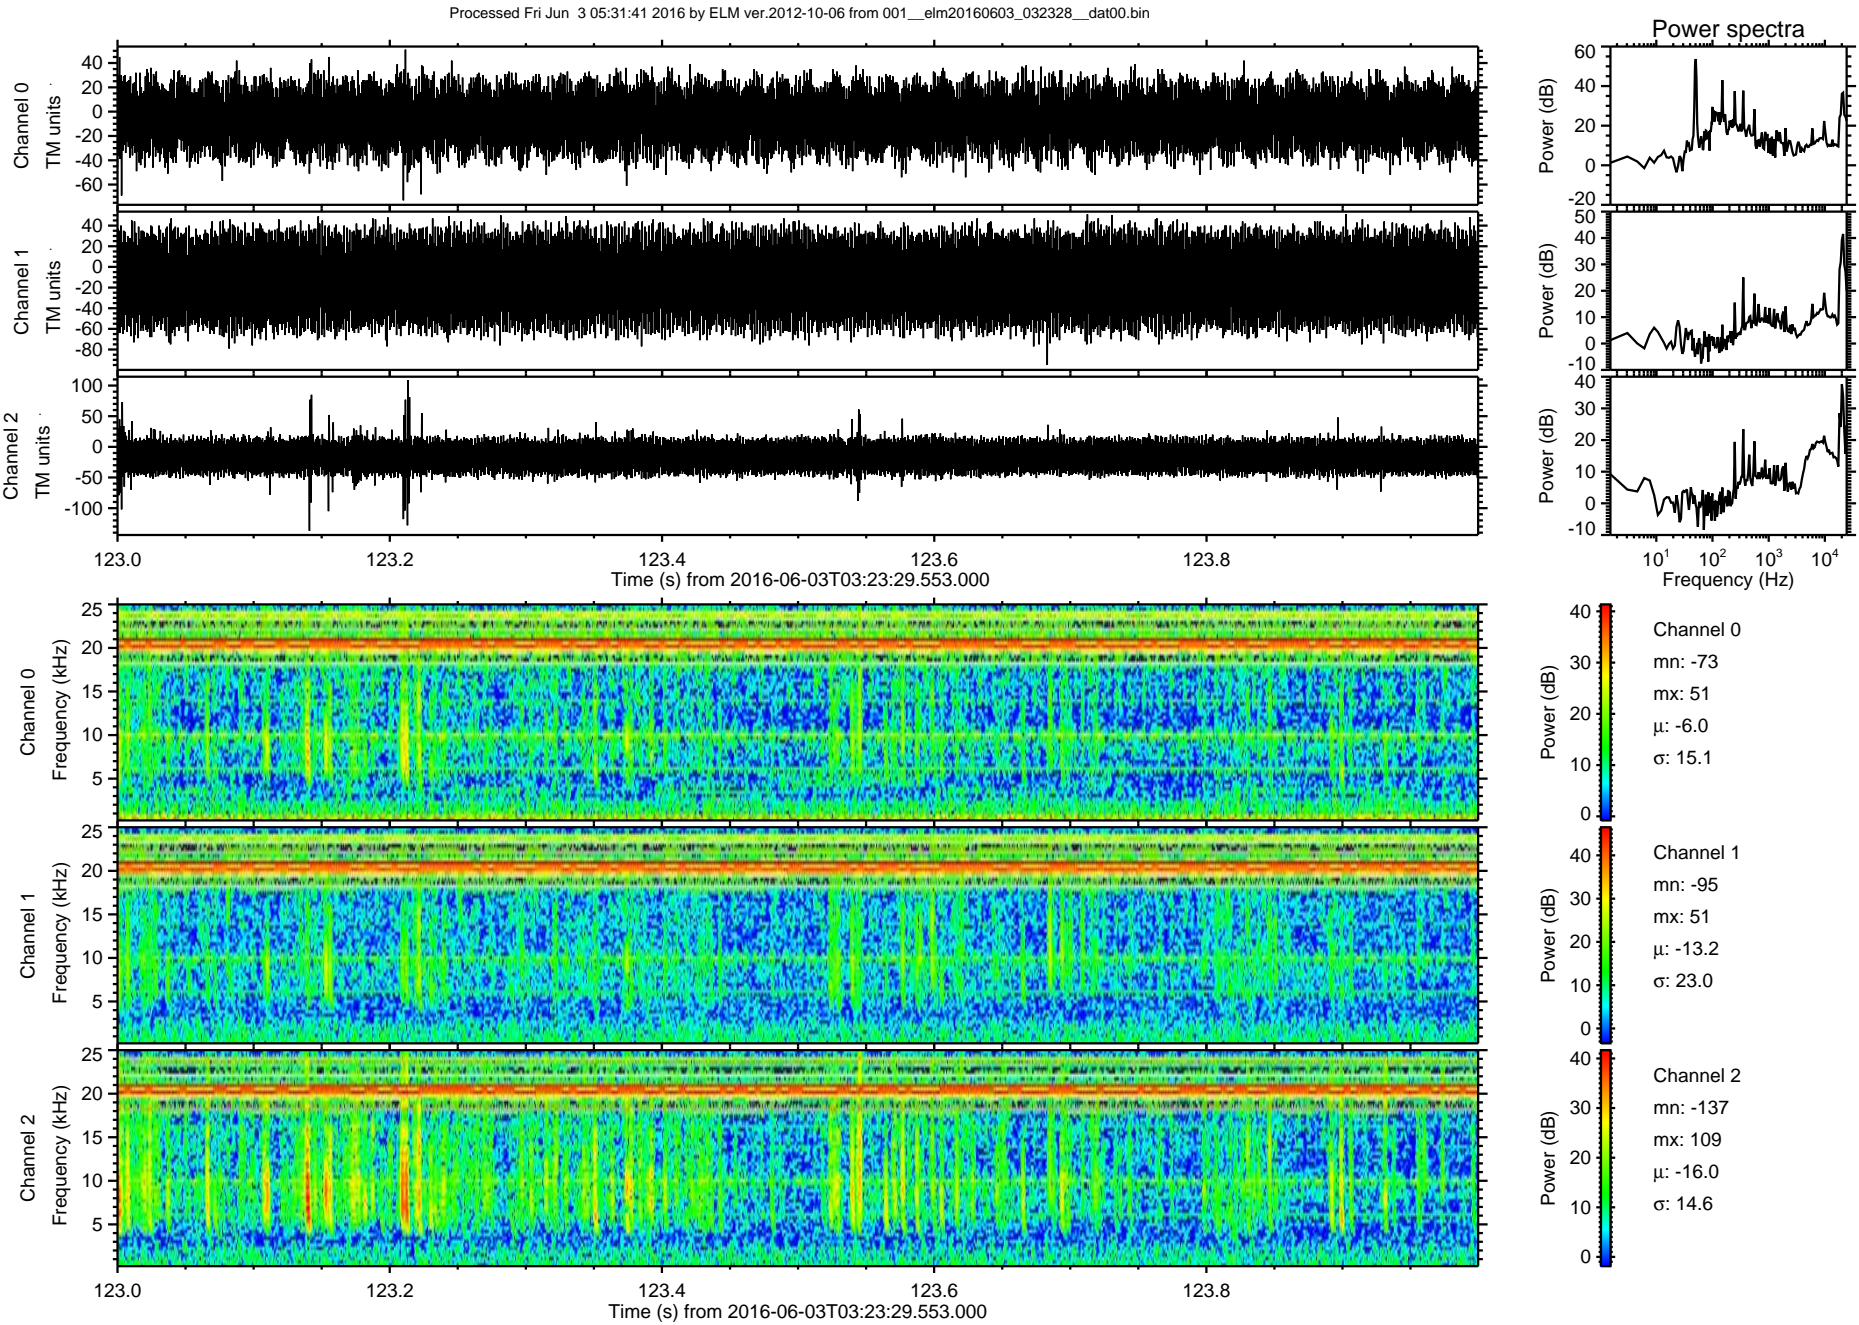 Processed Fri Jun  3 05:31:41 2016 by ELM ver.2012-10-06 from 001__elm20160603_032328__dat00.bin
Power spectra
Channel 0
TM units
40
20
0
-20
-40
-60
Power (dB)
60
40
20
0
-20
Channel 1
TM units
40
20
0
-20
-40
-60
-80
Power (dB)
50
40
30
20
10
0
-10
Channel 2
TM units
100
50
0
-50
-100
Power (dB)
40
30
20
10
0
-10
123.0 123.2 123.4 123.6 123.8
Time (s) from 2016-06-03T03:23:29.553.000
10¹ 10² 10³ 10⁴
Frequency (Hz)
Channel 0
Frequency (kHz)
25
20
15
10
5
Power (dB)
40
30
20
10
0
Channel 0
mn: -73
mx: 51
μ: -6.0
σ: 15.1
Channel 1
Frequency (kHz)
25
20
15
10
5
Power (dB)
40
30
20
10
0
Channel 1
mn: -95
mx: 51
μ: -13.2
σ: 23.0
Channel 2
Frequency (kHz)
25
20
15
10
5
Power (dB)
40
30
20
10
0
Channel 2
mn: -137
mx: 109
μ: -16.0
σ: 14.6
123.0 123.2 123.4 123.6 123.8
Time (s) from 2016-06-03T03:23:29.553.000